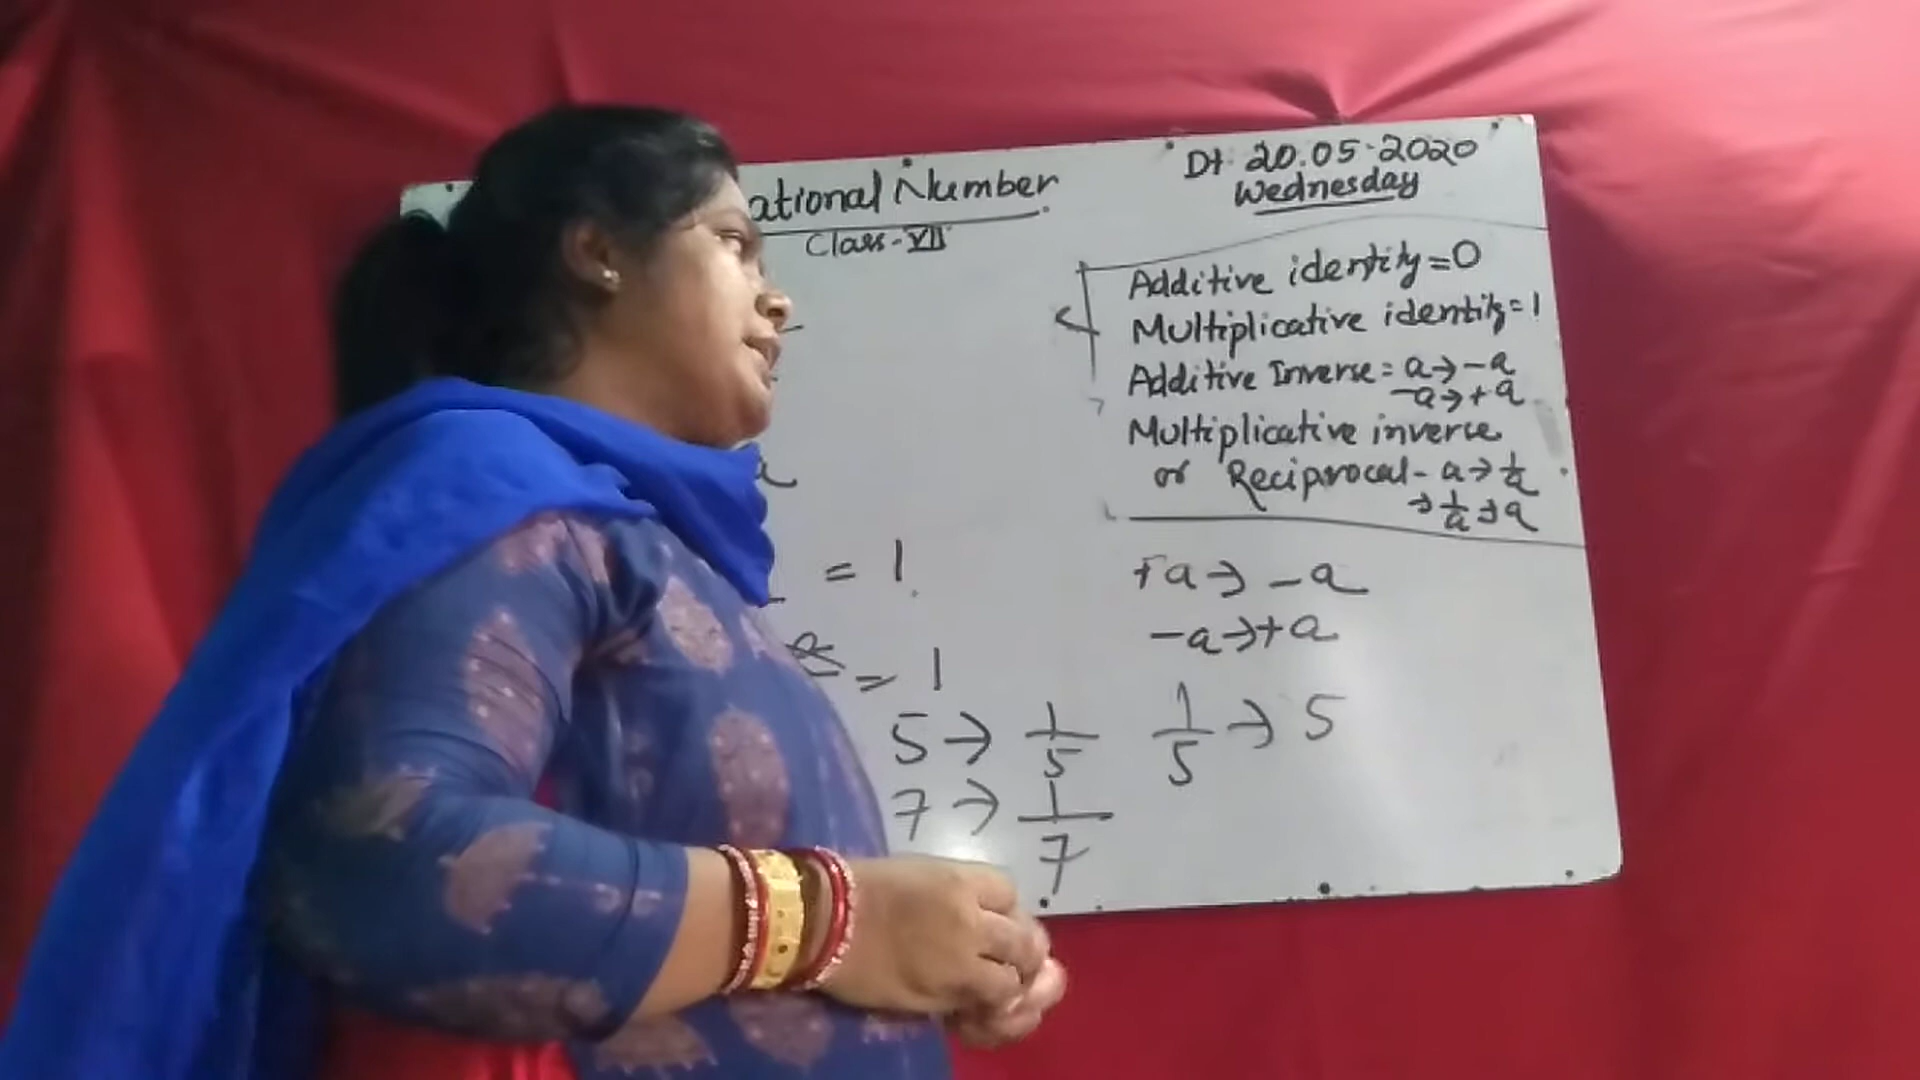 ational Number
Class-VII
Dt: 20.05.2020
Wednesday
Additive identity=0
Multiplicative identity=1
Additive Inverse= a→-a
-a→+a
Multiplicative inverse
or Reciprocal- a→1/a
→1/a→a
a
= 1
= 1
5→ 1/5
7→ 1/7
+a→-a
-a→+a
1/5→5